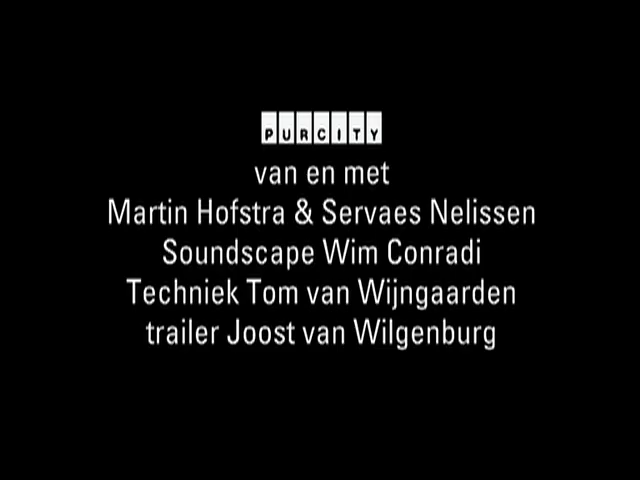 PURCITY
van en met
Martin Hofstra & Servaes Nelissen
Soundscape Wim Conradi
Techniek Tom van Wijngaarden
trailer Joost van Wilgenburg